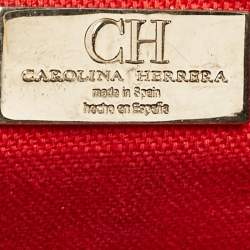 CH
CAROLINA HERRERA
made in Spain
hecho en España